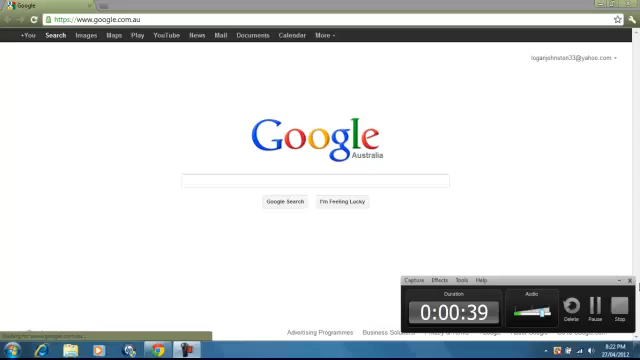 Google
https://www.google.com.au
+You Search Images Maps Play YouTube News Mail Documents Calendar More
loganjohnston33@yahoo.com
Google
Australia
Google Search I'm Feeling Lucky
Capture Effects Tools Help
Duration Audio
0:00:39
Delete Pause Stop
Advertising Programmes Business Solutions
8:22 PM
27/04/2012